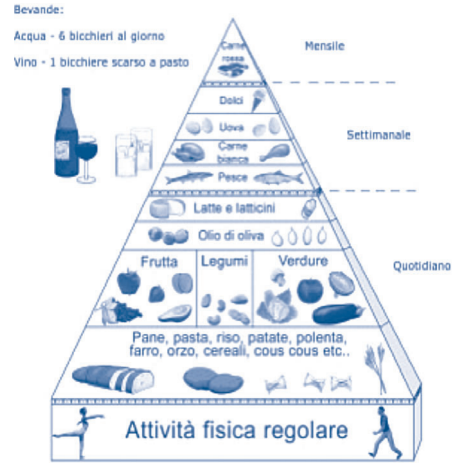 Bevande:
Acqua - 6 bicchieri al giorno
Vino - 1 bicchiere scarso a pasto
Carne
rossa
Mensile
Dolci
Uova
Settimanale
Carne
bianca
Pesce
Latte e latticini
Olio di oliva
Frutta
Legumi
Verdure
Quotidiano
Pane, pasta, riso, patate, polenta,
farro, orzo, cereali, cous cous etc..
Attività fisica regolare